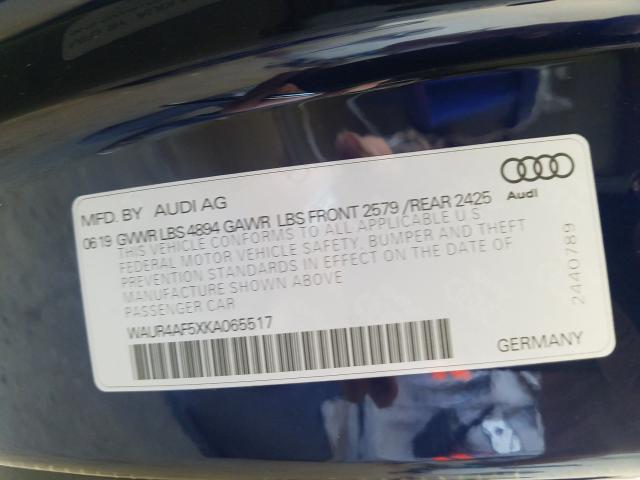 MFD. BY AUDI AG
Audi
06 19 GVWR LBS 4894 GAWR LBS FRONT 2579 /REAR 2425
THIS VEHICLE CONFORMS TO ALL APPLICABLE U S
FEDERAL MOTOR VEHICLE SAFETY, BUMPER AND THEFT
PREVENTION STANDARDS IN EFFECT ON THE DATE OF
MANUFACTURE SHOWN ABOVE
PASSENGER CAR
2440789
WAUR4AF5XKA065517
GERMANY